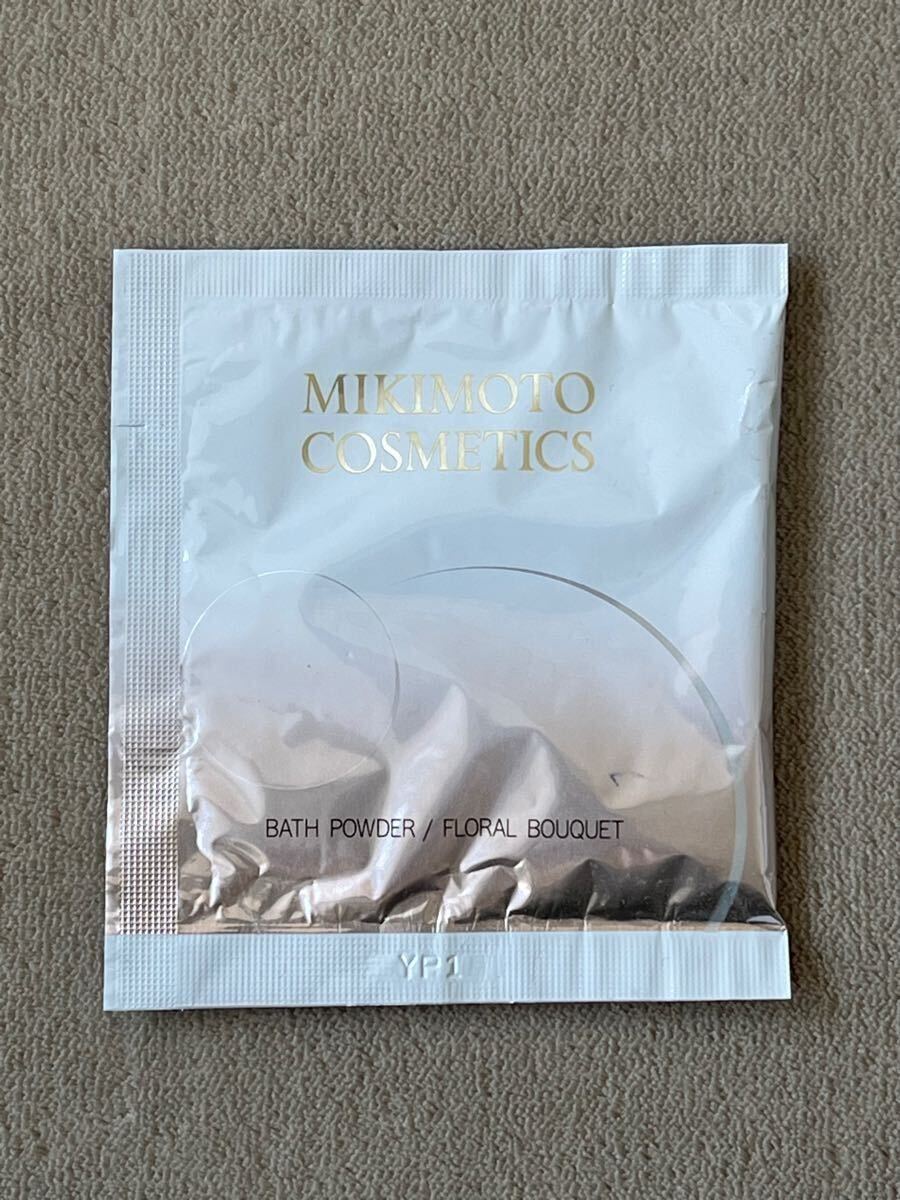 MIKIMOTO
COSMETICS
BATH POWDER / FLORAL BOUQUET
YP1